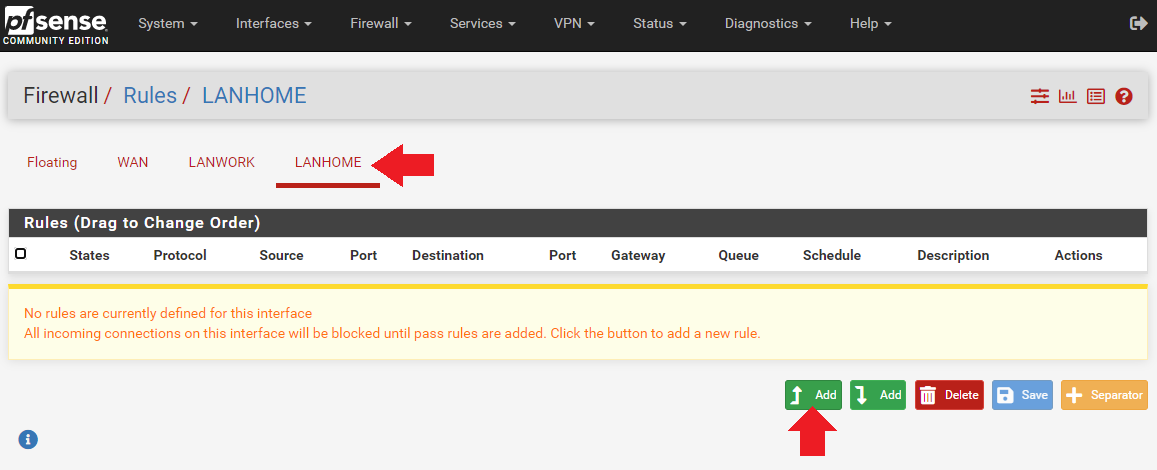 pfsense
COMMUNITY EDITION
System Interfaces Firewall Services VPN Status Diagnostics Help
Firewall / Rules / LANHOME
Floating WAN LANWORK LANHOME
Rules (Drag to Change Order)
States Protocol Source Port Destination Port Gateway Queue Schedule Description Actions
No rules are currently defined for this interface
All incoming connections on this interface will be blocked until pass rules are added. Click the button to add a new rule.
Add Add Delete Save Separator